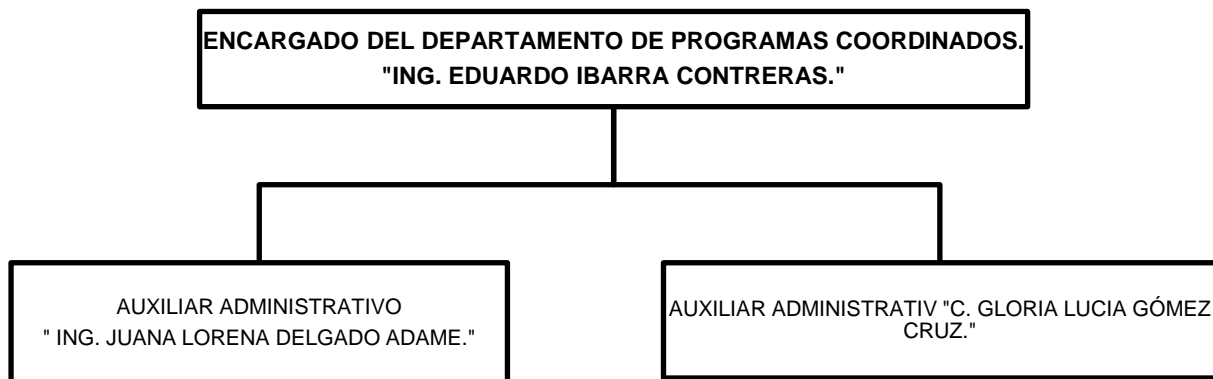 ENCARGADO DEL DEPARTAMENTO DE PROGRAMAS COORDINADOS.
"ING. EDUARDO IBARRA CONTRERAS."
AUXILIAR ADMINISTRATIVO
" ING. JUANA LORENA DELGADO ADAME."
AUXILIAR ADMINISTRATIV "C. GLORIA LUCIA GÓMEZ
CRUZ."